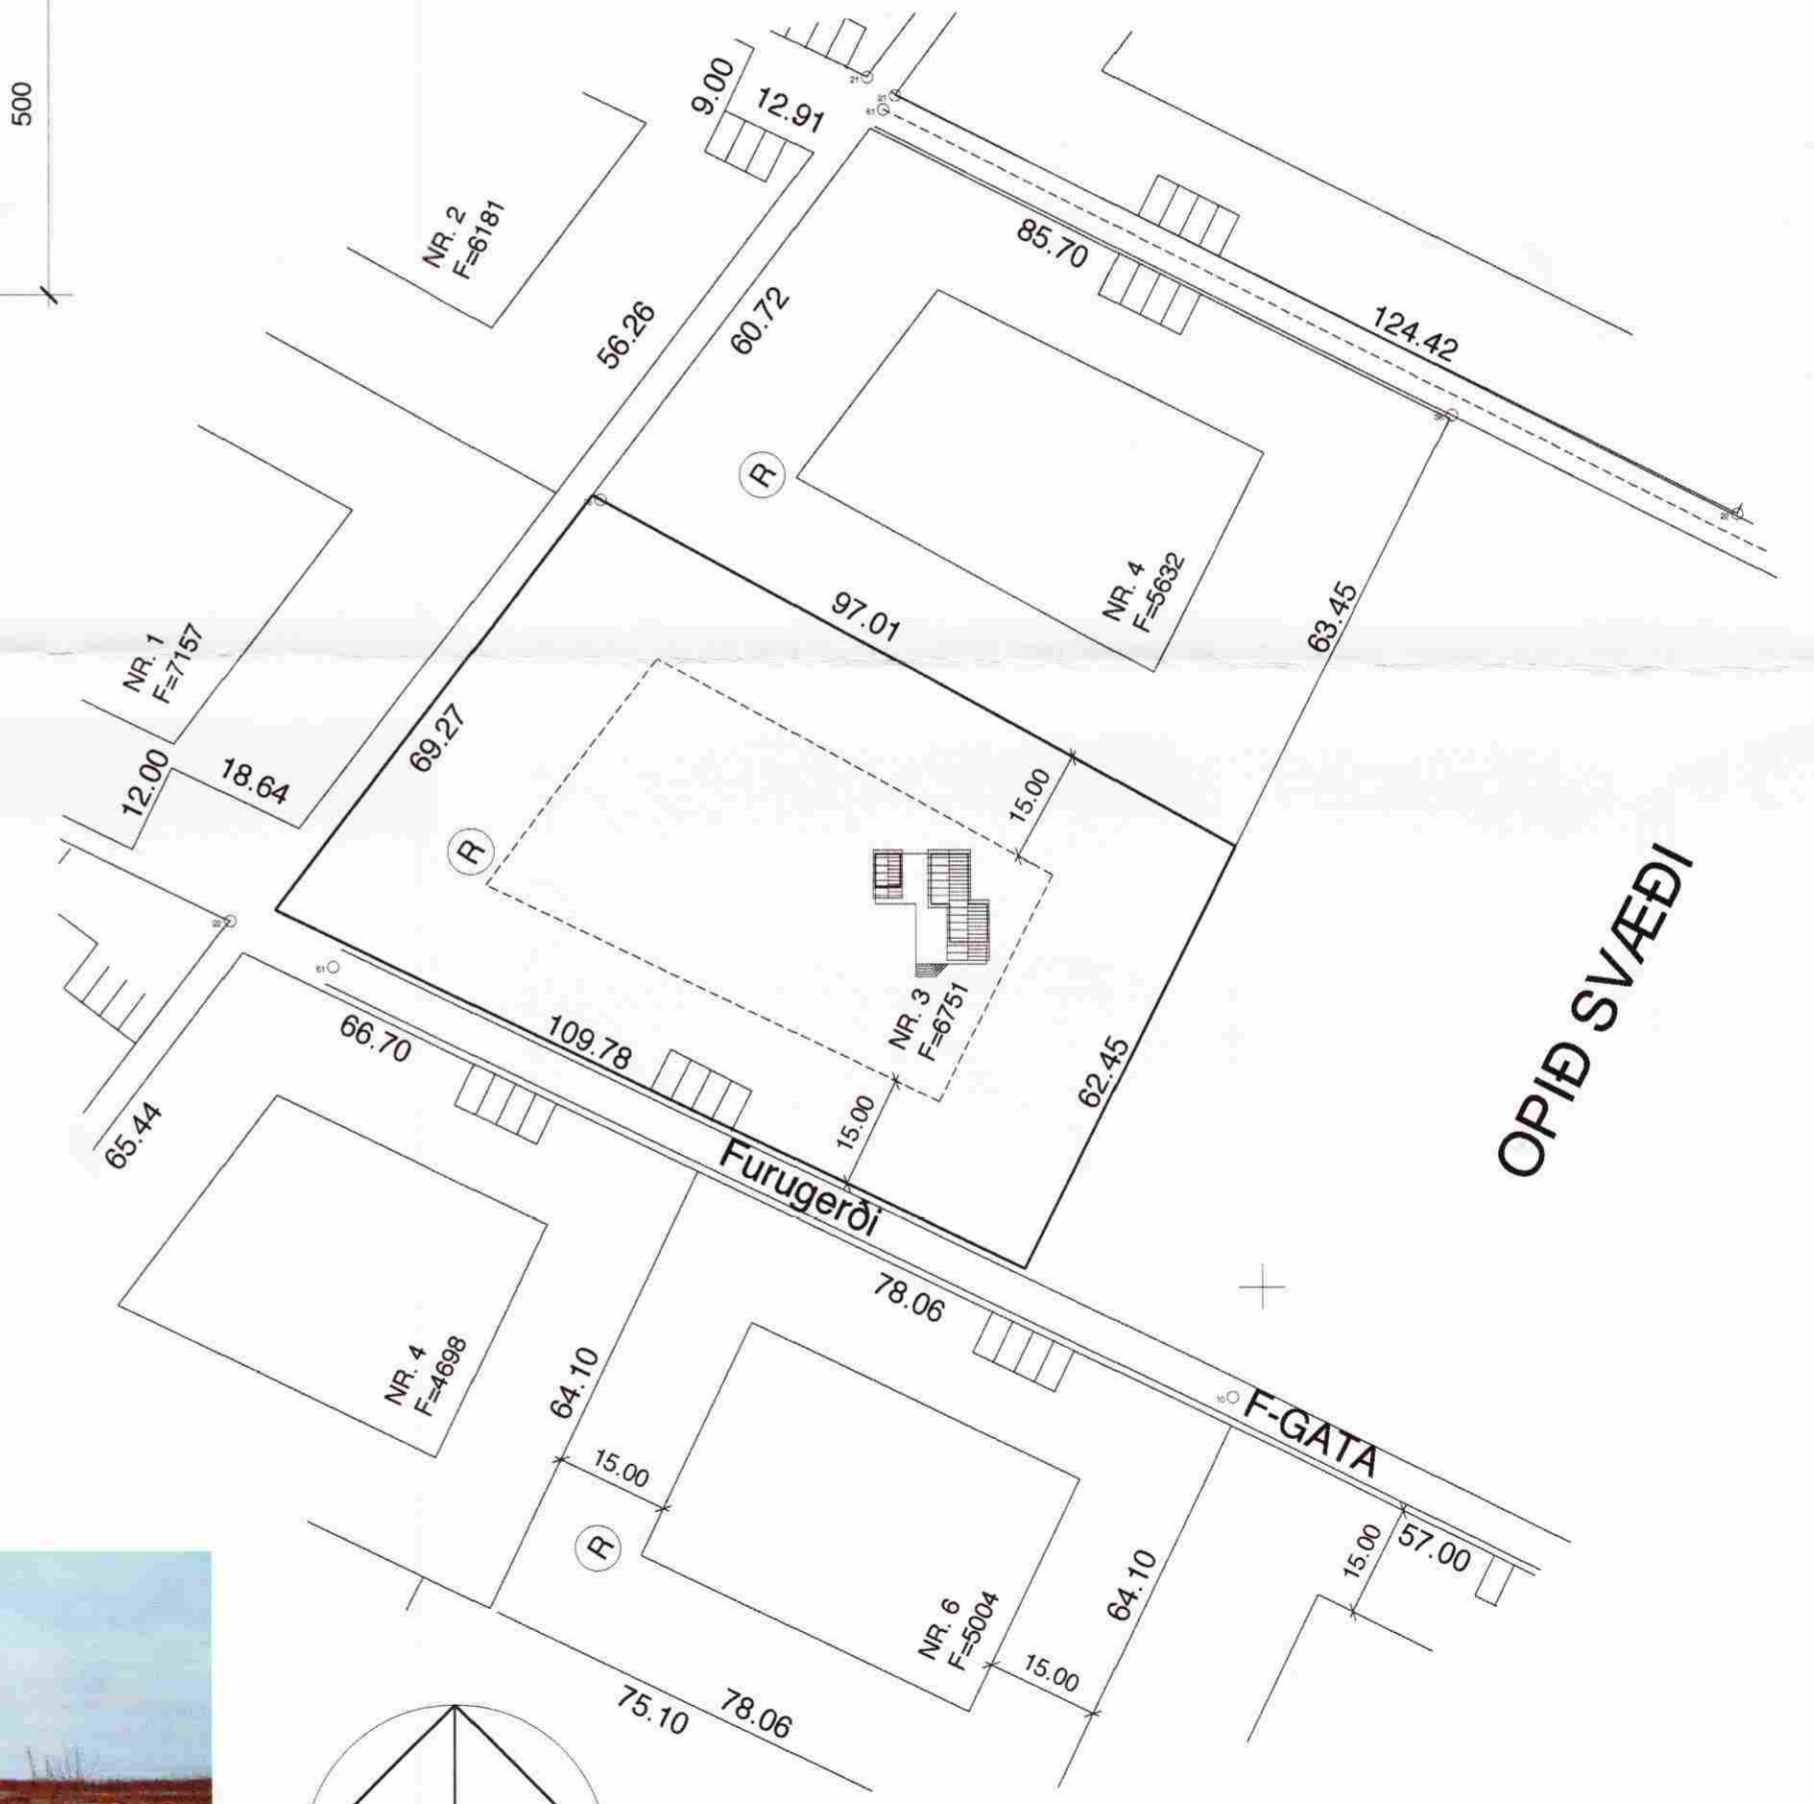 500
9.00
12.91
NR. 2
F=6181
85.70
124.42
56.26
60.72
R
NR. 4
F=5632
63.45
97.01
NR. 1
F=7157
69.27
12.00
18.64
15.00
R
OPIÐ SVÆÐI
NR. 3
F=6751
62.45
109.78
66.70
15.00
65.44
Furugerði
78.06
NR. 4
F=4698
64.10
15.00
R
F-GATA
15.00
57.00
64.10
NR. 6
F=5004
15.00
75.10
78.06